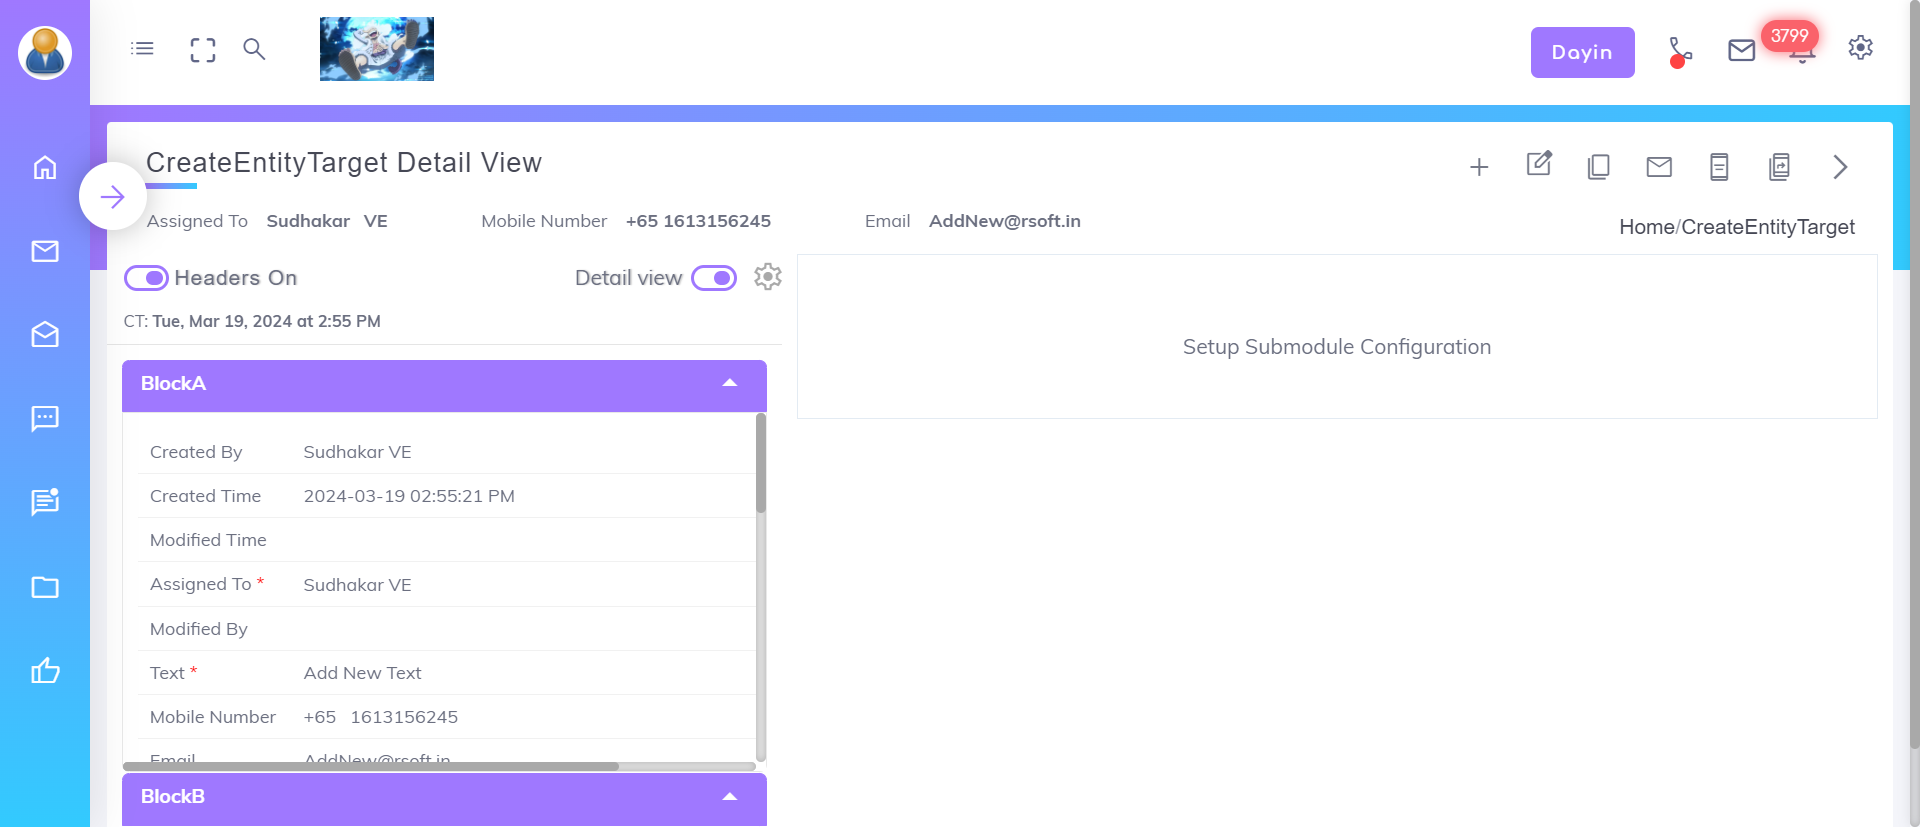 Dayin
3799
CreateEntityTarget Detail View
Assigned To Sudhakar VE Mobile Number +65 1613156245 Email AddNew@rsoft.in
Home/CreateEntityTarget
Headers On Detail view
CT: Tue, Mar 19, 2024 at 2:55 PM
Setup Submodule Configuration
BlockA
Created By Sudhakar VE
Created Time 2024-03-19 02:55:21 PM
Modified Time
Assigned To * Sudhakar VE
Modified By
Text * Add New Text
Mobile Number +65 1613156245
Email AddNew@rsoft.in
BlockB